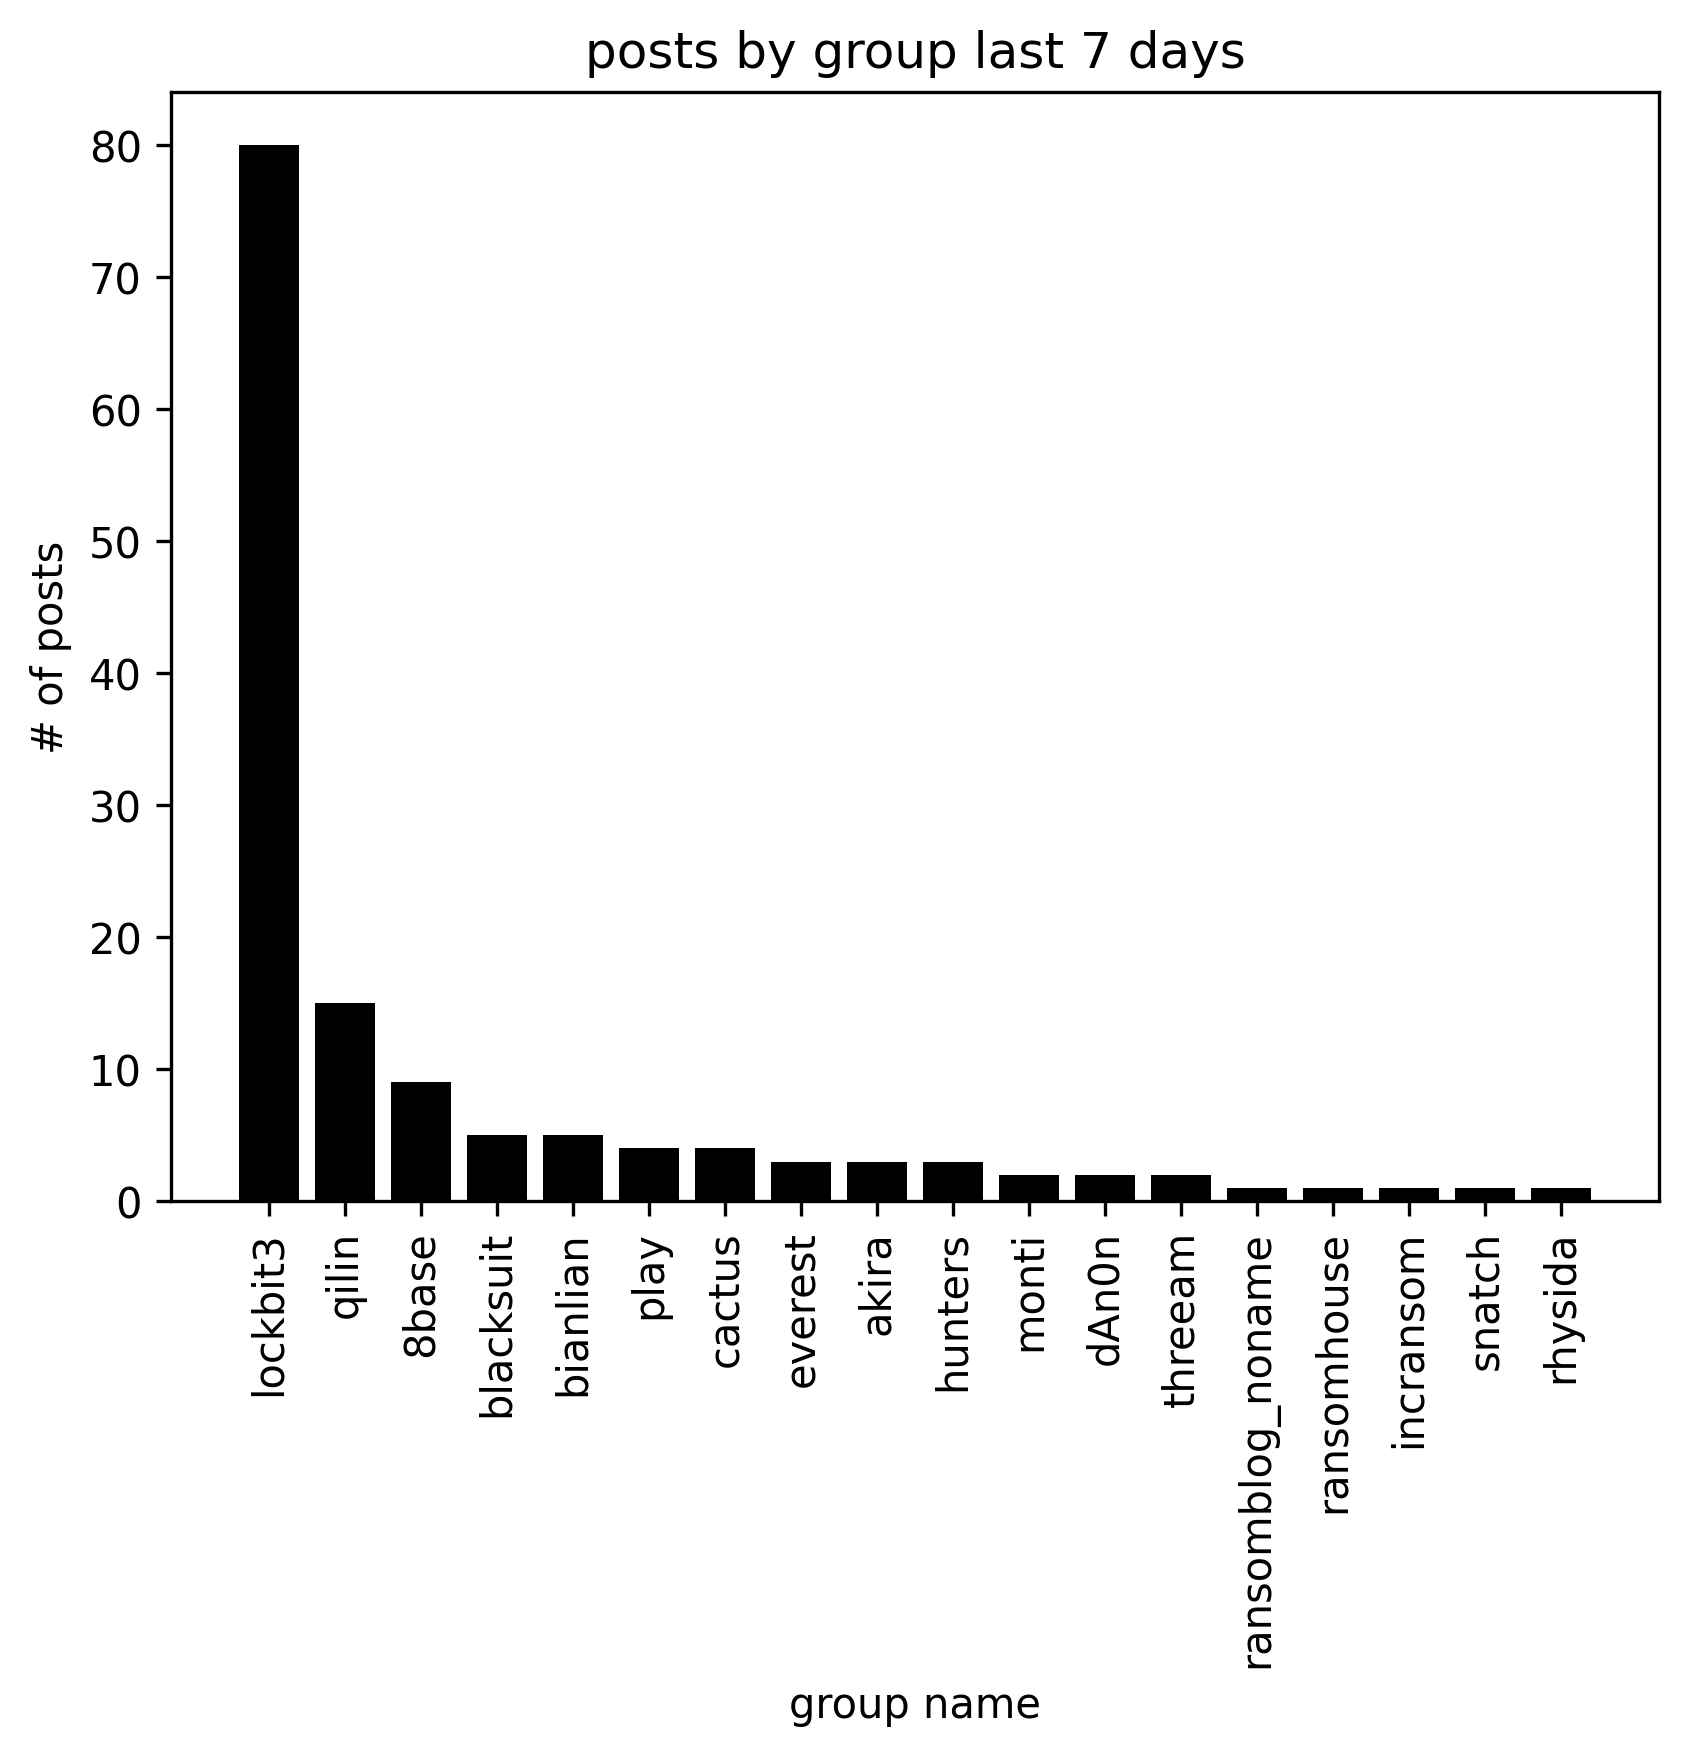 posts by group last 7 days
80
70
60
50
40
30
20
10
0
# of posts
lockbit3
qilin
8base
blacksuit
bianlian
play
cactus
everest
akira
hunters
monti
dAn0n
threeam
ransomblog_noname
ransomhouse
incransom
snatch
rhysida
group name